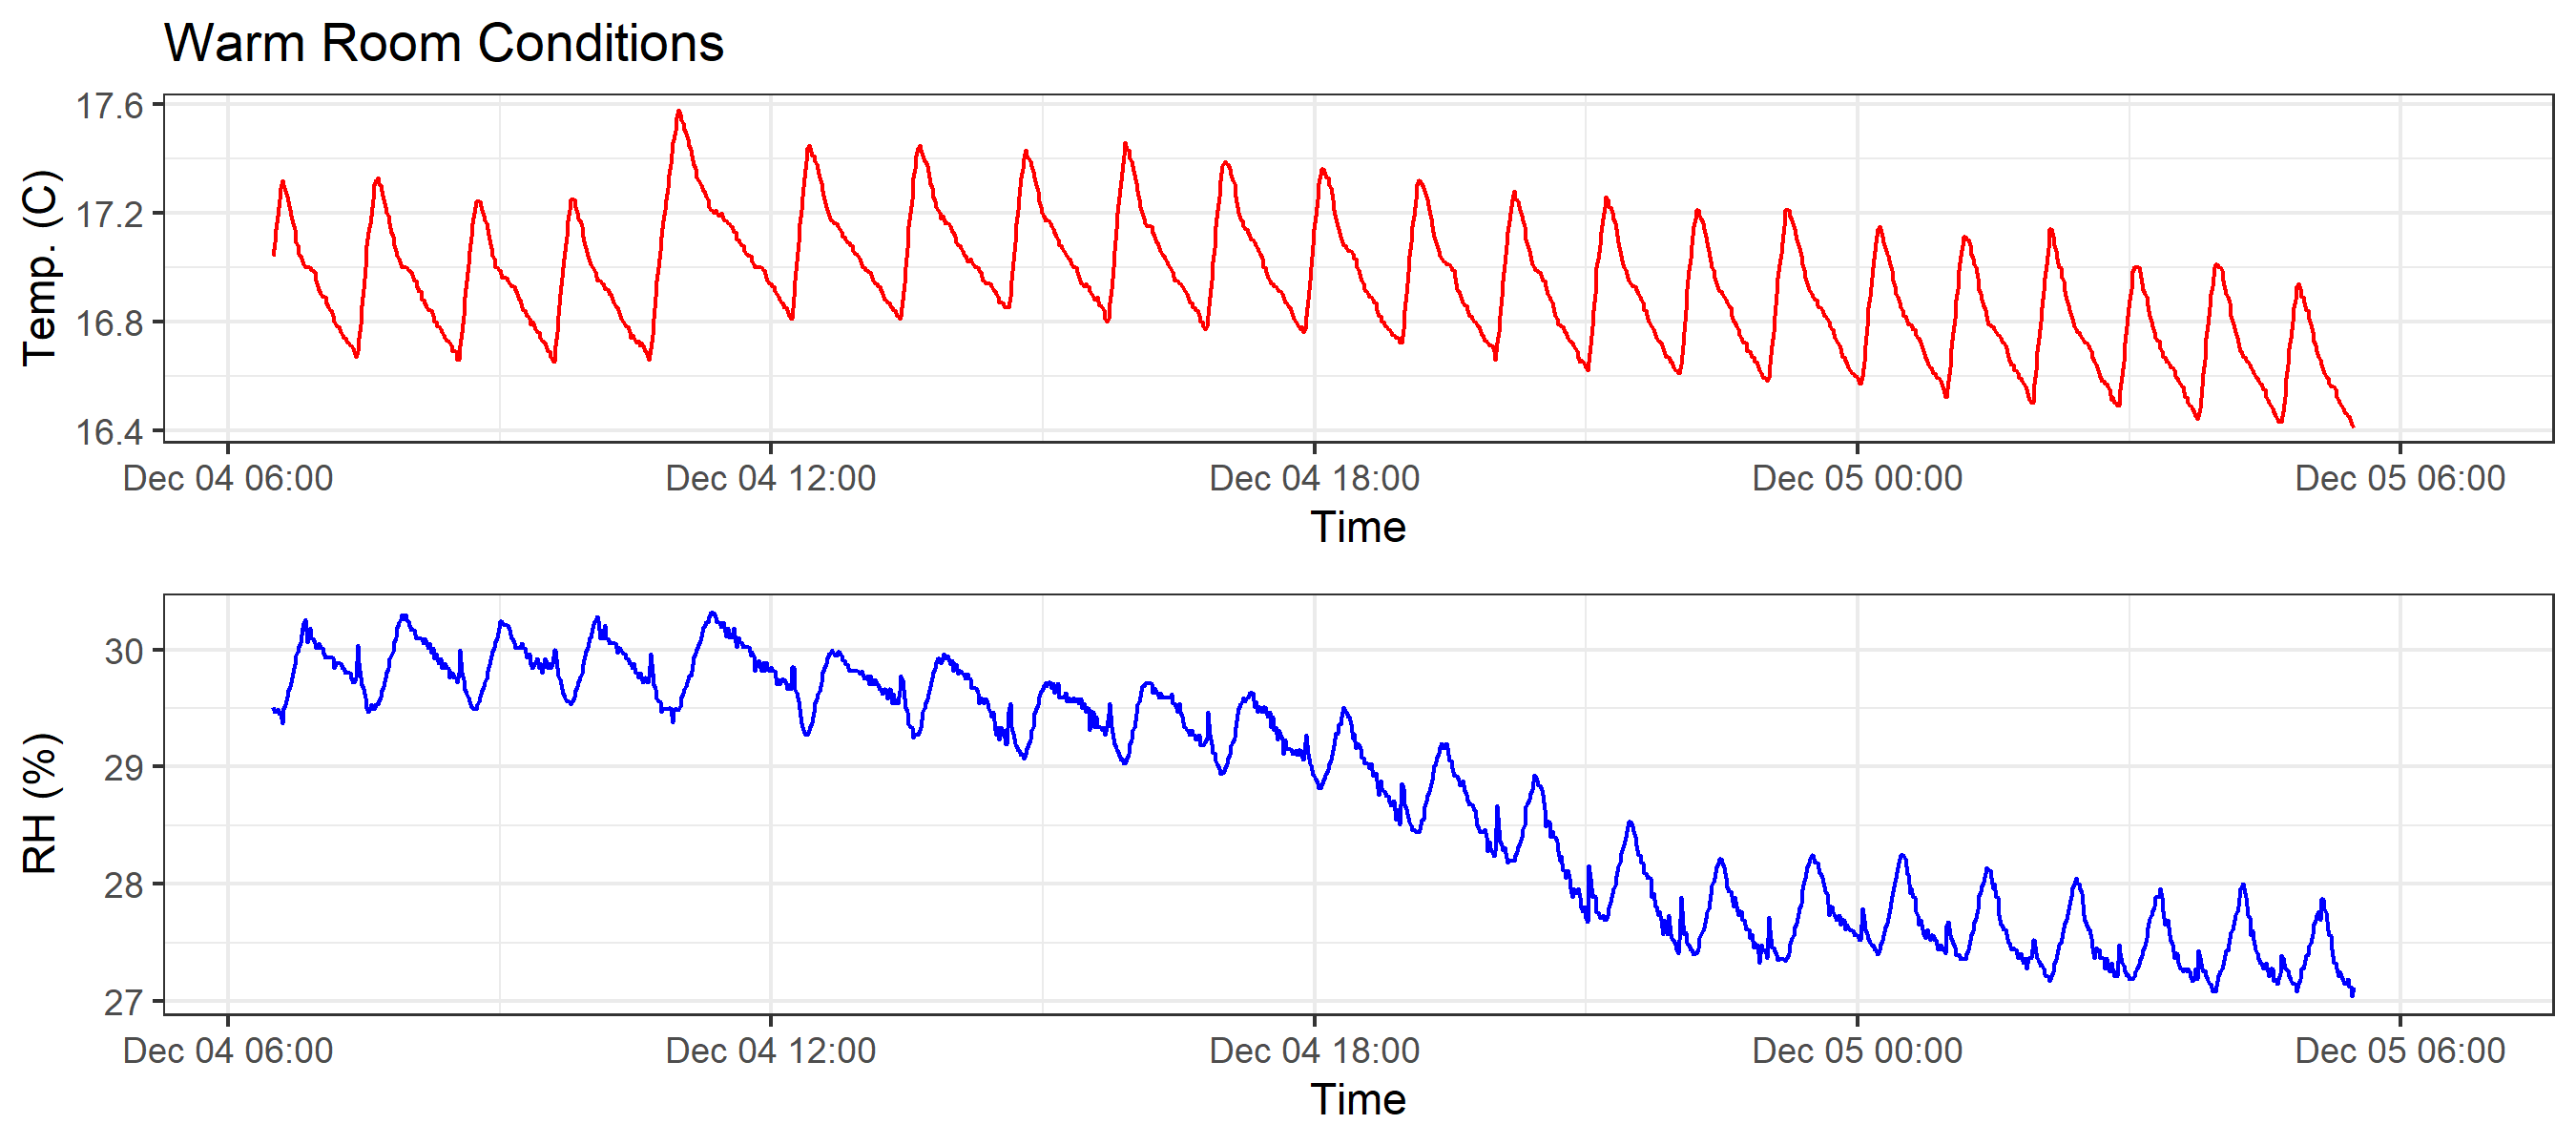 Warm Room Conditions
Temp. (C)
17.6
17.2
16.8
16.4
Dec 04 06:00 Dec 04 12:00 Dec 04 18:00 Dec 05 00:00 Dec 05 06:00
Time
RH (%)
30
29
28
27
Dec 04 06:00 Dec 04 12:00 Dec 04 18:00 Dec 05 00:00 Dec 05 06:00
Time